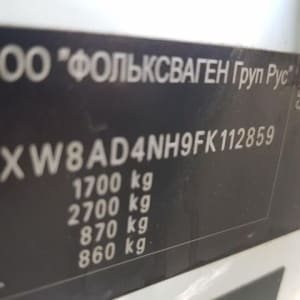 ОО "ФОЛЬКСВАГЕН Груп Рус"
XW8AD4NH9FK112859
1700 kg
2700 kg
870 kg
860 kg